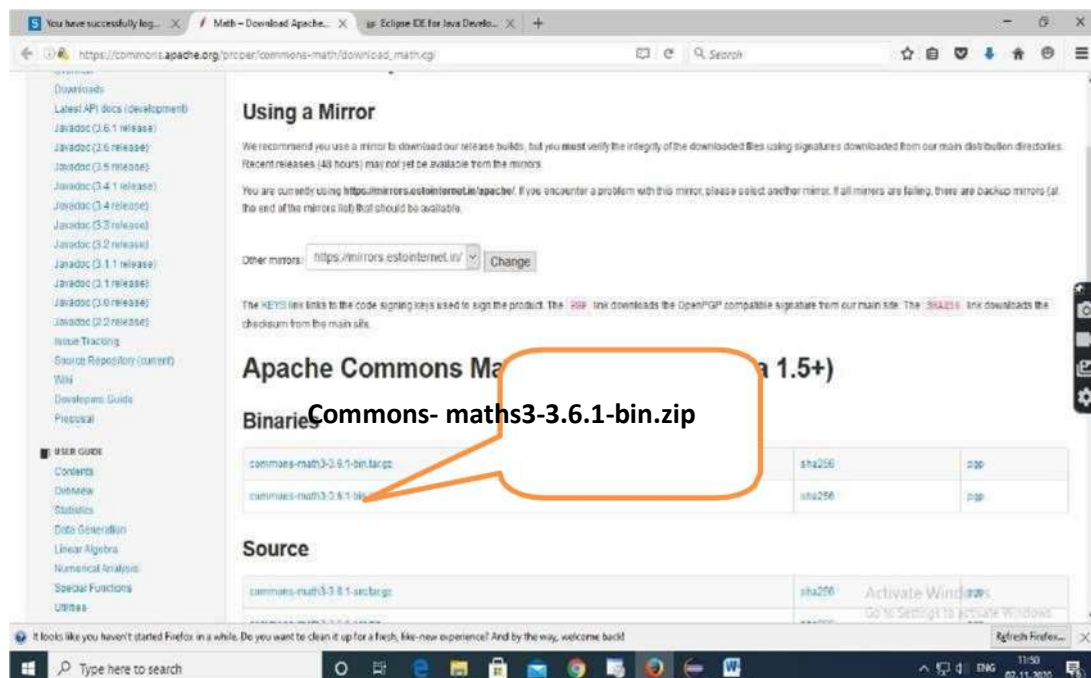 You have successfully log...
Math – Download Apache...
Eclipse IDE for Java Develo...
https://commons.apache.org/proper/commons-math/download_math.cgi
Search
Downloads
Latest API docs (development)
Javadoc (3.6.1 release)
Javadoc (3.6 release)
Javadoc (3.5 release)
Javadoc (3.4.1 release)
Javadoc (3.4 release)
Javadoc (3.3 release)
Javadoc (3.2 release)
Javadoc (3.1.1 release)
Javadoc (3.1 release)
Javadoc (3.0 release)
Javadoc (2.2 release)
Issue Tracking
Source Repository (current)
Wiki
Developers Guide
Proposal
USER GUIDE
Contents
Overview
Statistics
Data Generation
Linear Algebra
Numerical Analysis
Special Functions
Utilities
Using a Mirror
We recommend you use a mirror to download our release builds, but you must verify the integrity of the downloaded files using signatures downloaded from our main distribution directories.
Recent releases (48 hours) may not yet be available from the mirrors.
You are currently using https://mirrors.estointernet.in/apache/. If you encounter a problem with this mirror, please select another mirror. If all mirrors are failing, there are backup mirrors (at
the end of the mirrors list) that should be available.
Other mirrors: https://mirrors.estointernet.in/ Change
The KEYS link links to the code signing keys used to sign the product. The PGP link downloads the OpenPGP compatible signature from our main site. The SHA256 link downloads the
checksum from the main site.
Apache Commons Ma a 1.5+)
Binaries
Commons- maths3-3.6.1-bin.zip
commons-math3-3.6.1-bin.tar.gz sha256 pgp
commons-math3-3.6.1-bin sha256 pgp
Source
commons-math3-3.6.1-src.tar.gz sha256 pgp
Activate Windows
Go to Settings to activate Windows.
It looks like you haven't started Firefox in a while. Do you want to clean it up for a fresh, like-new experience? And by the way, welcome back!
Refresh Firefox...
Type here to search
ENG
11:50
02-11-2020